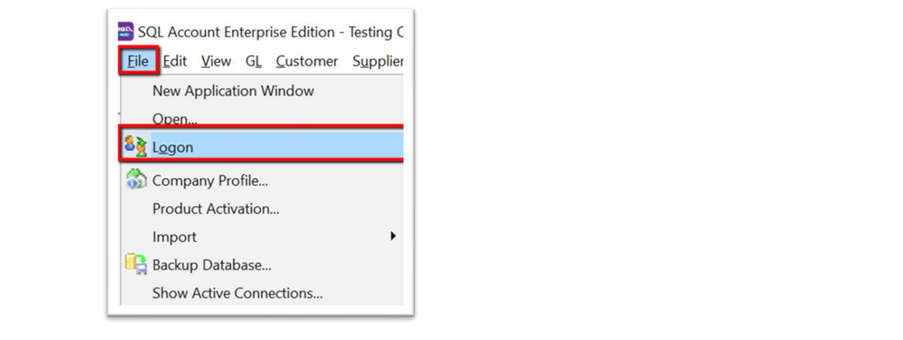 SQL Account Enterprise Edition - Testing C
File Edit View GL Customer Supplier
New Application Window
Open...
Logon
Company Profile...
Product Activation...
Import
Backup Database...
Show Active Connections...